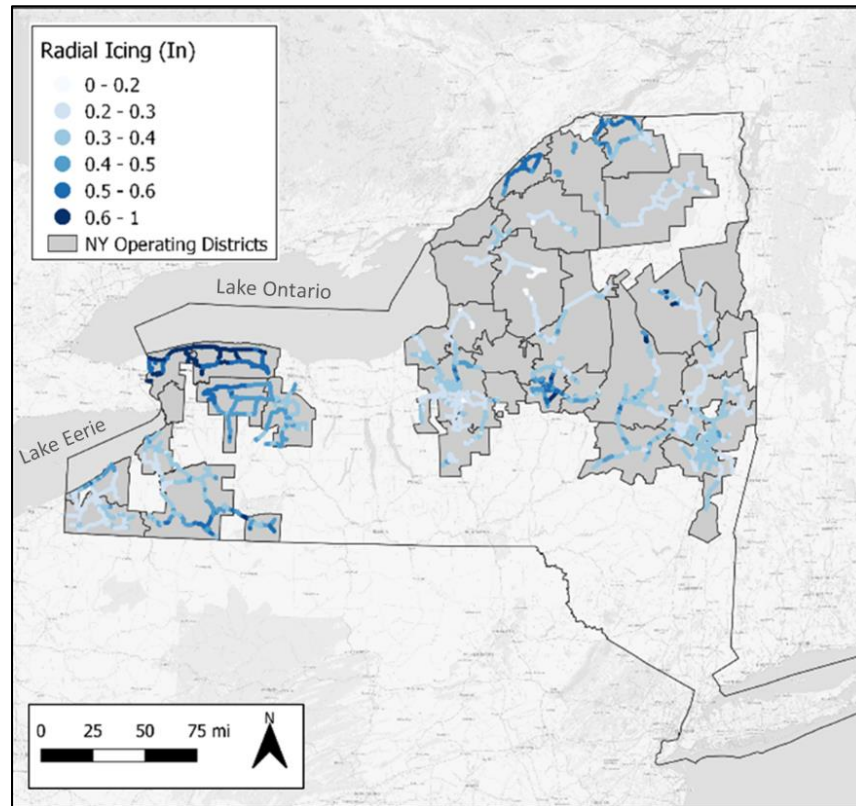 Radial Icing (In)
0 - 0.2
0.2 - 0.3
0.3 - 0.4
0.4 - 0.5
0.5 - 0.6
0.6 - 1
NY Operating Districts
Lake Ontario
Lake Eerie
0 25 50 75 mi
N